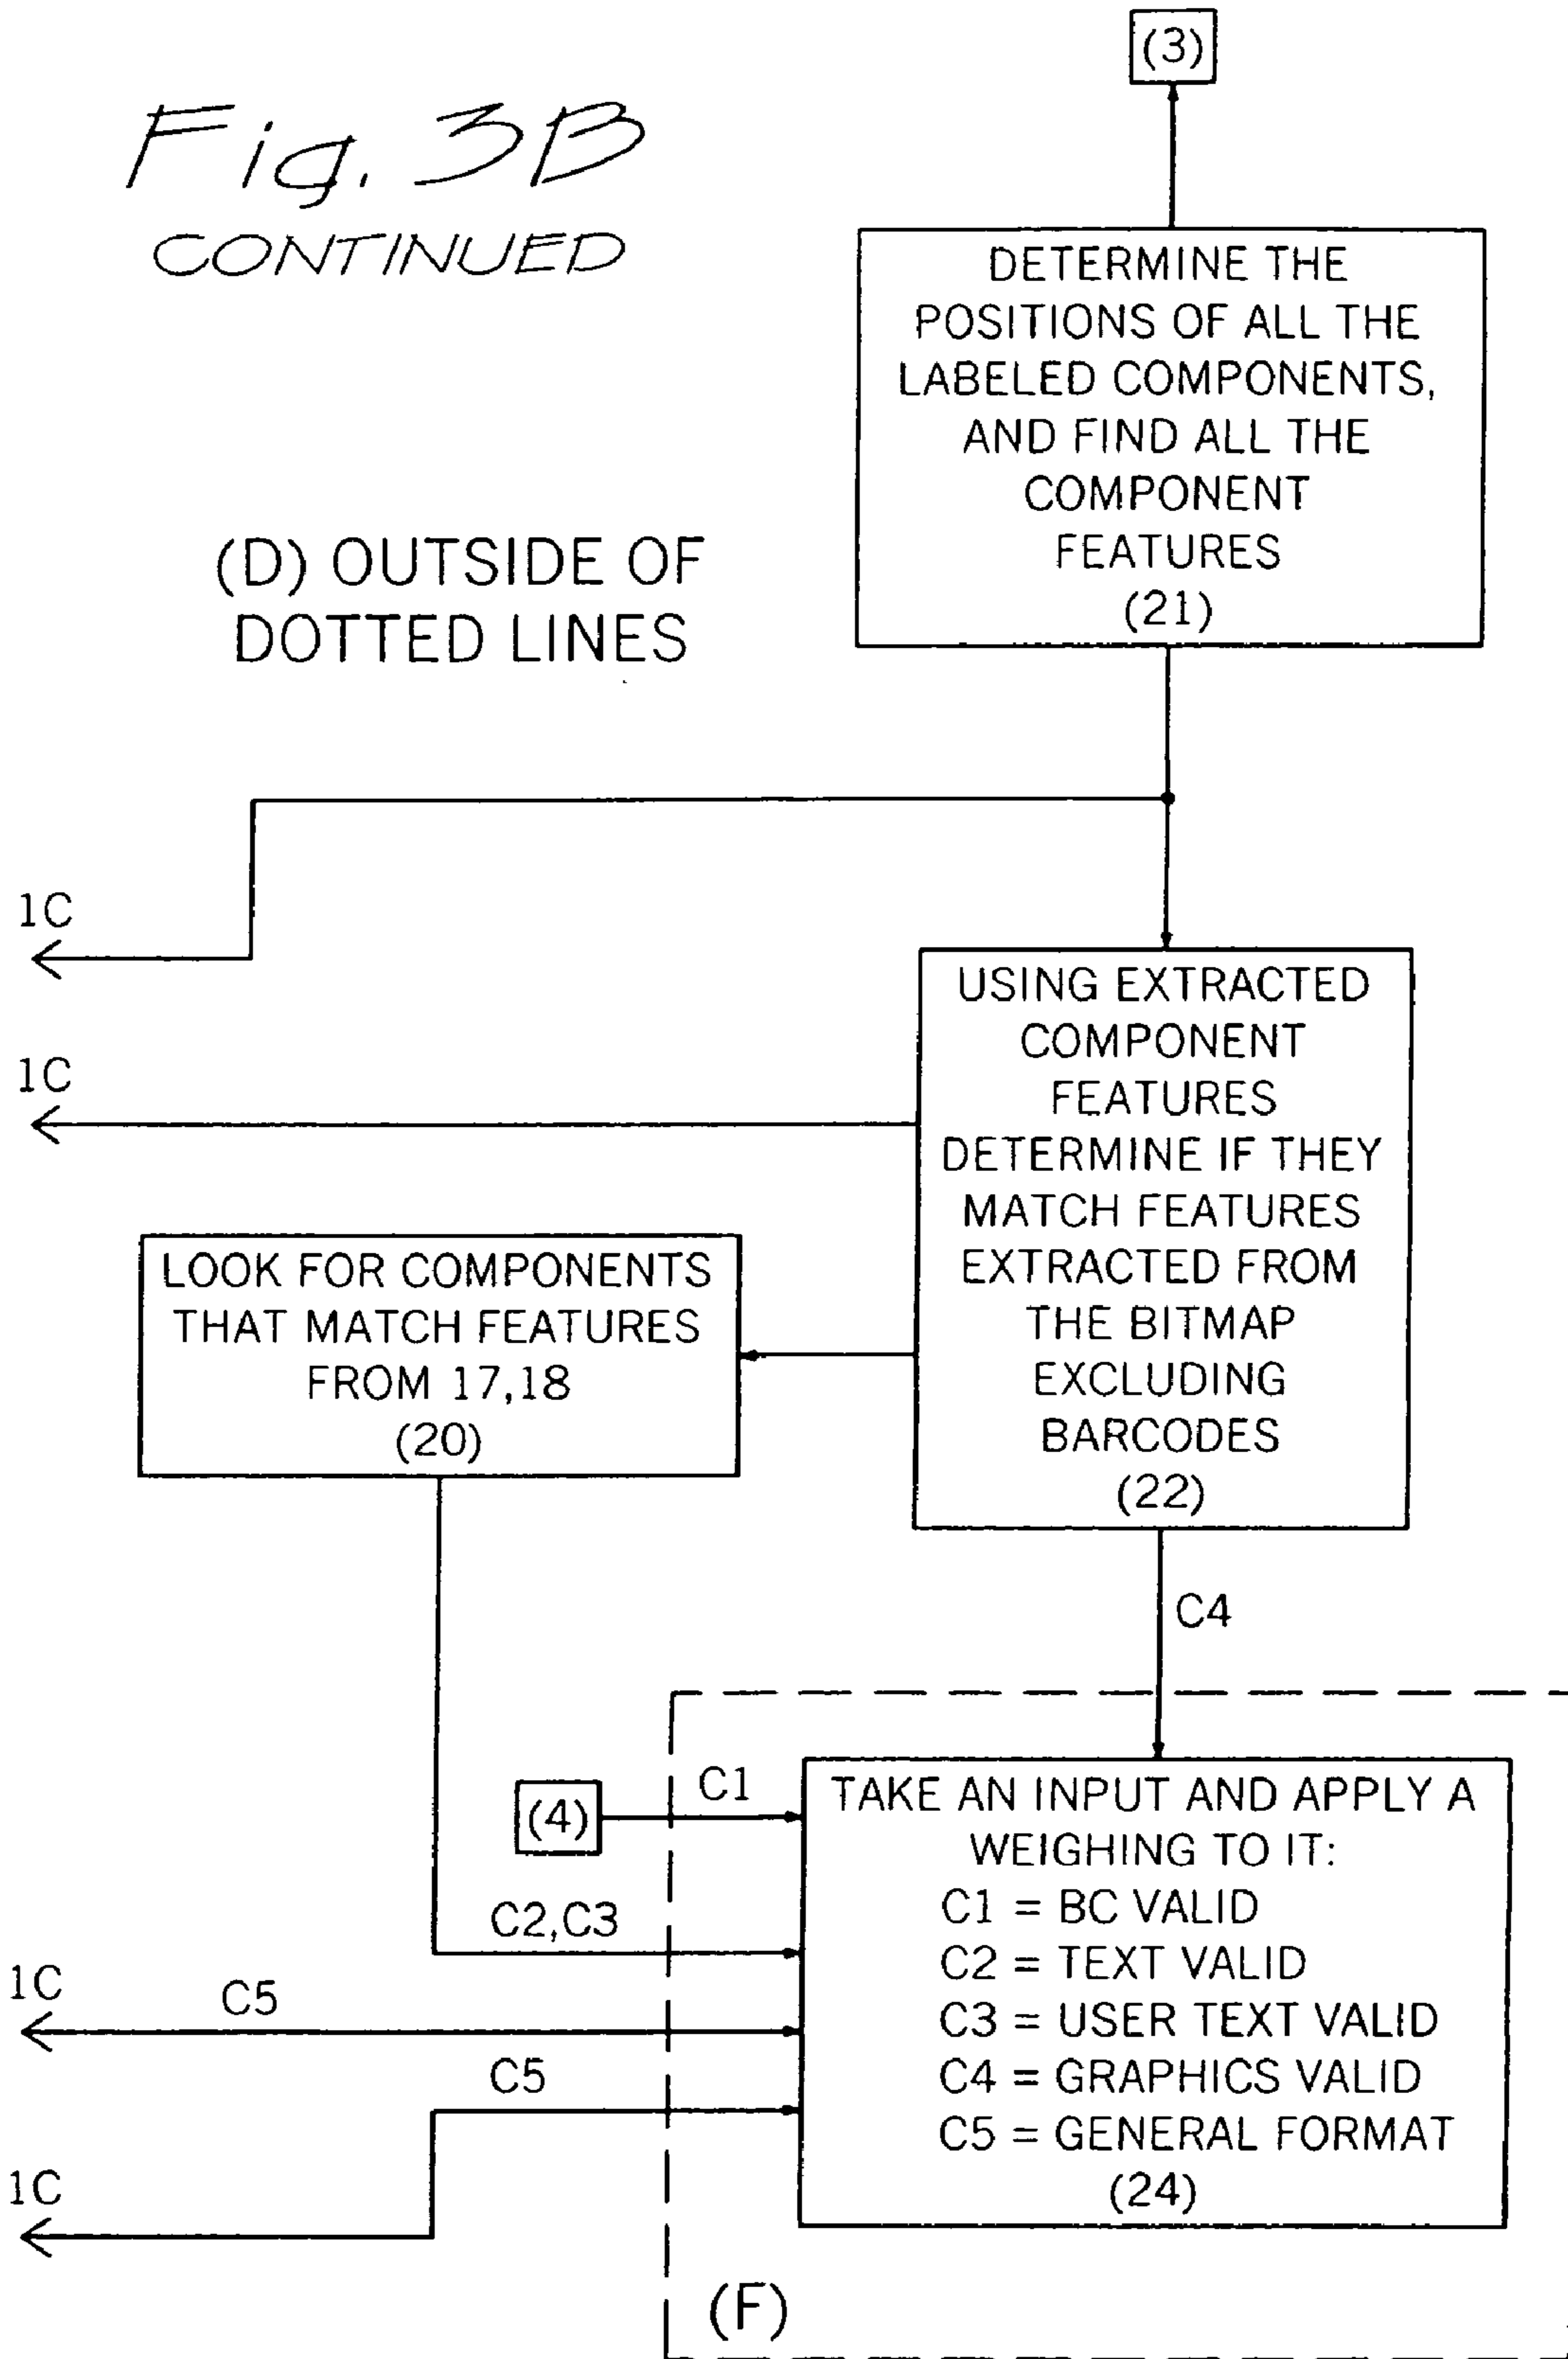 (3)
Fig. 3B
CONTINUED
DETERMINE THE
POSITIONS OF ALL THE
LABELED COMPONENTS,
AND FIND ALL THE
COMPONENT
FEATURES
(21)
(D) OUTSIDE OF
DOTTED LINES
1C
1C
USING EXTRACTED
COMPONENT
FEATURES
DETERMINE IF THEY
MATCH FEATURES
EXTRACTED FROM
THE BITMAP
EXCLUDING
BARCODES
(22)
LOOK FOR COMPONENTS
THAT MATCH FEATURES
FROM 17,18
(20)
C4
(4)
C1
C2,C3
1C
C5
C5
1C
TAKE AN INPUT AND APPLY A
WEIGHING TO IT:
C1 = BC VALID
C2 = TEXT VALID
C3 = USER TEXT VALID
C4 = GRAPHICS VALID
C5 = GENERAL FORMAT
(24)
(F)